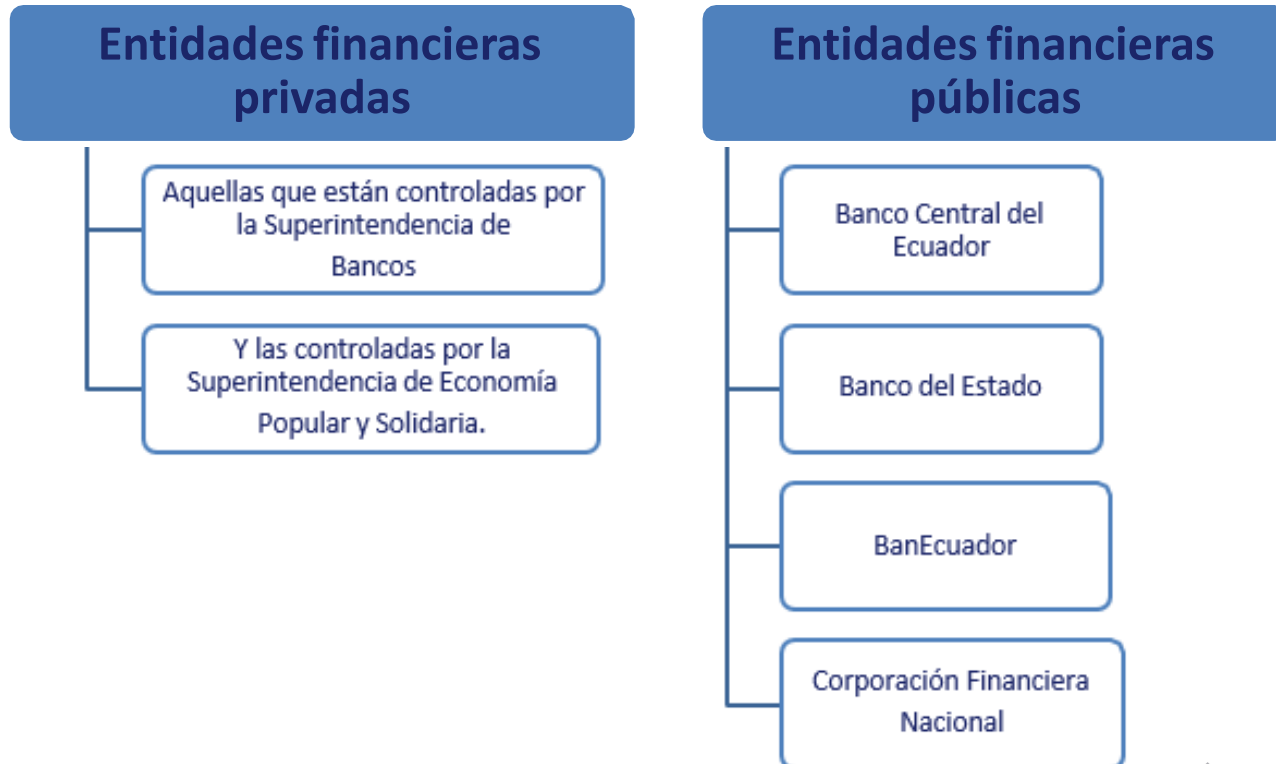 Entidades financieras
privadas
Aquellas que están controladas por
la Superintendencia de
Bancos
Y las controladas por la
Superintendencia de Economía
Popular y Solidaria.
Entidades financieras
públicas
Banco Central del
Ecuador
Banco del Estado
BanEcuador
Corporación Financiera
Nacional